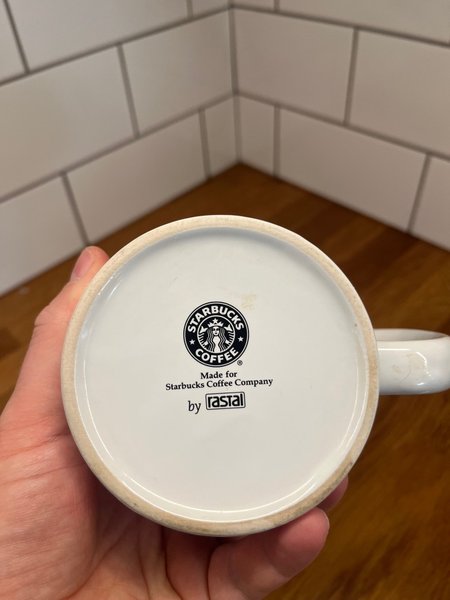 STARBUCKS
COFFEE
®
Made for
Starbucks Coffee Company
by rastal